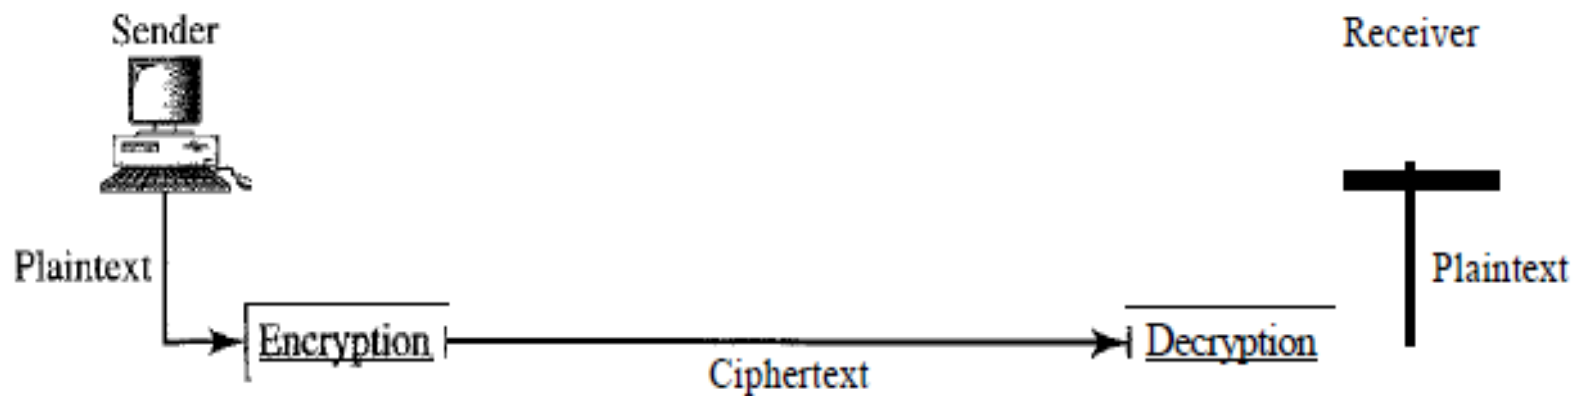 Sender
Receiver
Plaintext
Plaintext
Encryption
Decryption
Ciphertext